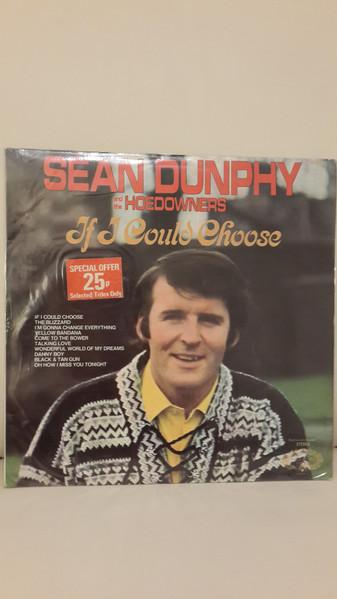 SEAN DUNPHY
and the HOEDOWNERS
If I Could Choose
SPECIAL OFFER
25p
Selected Titles Only
IF I COULD CHOOSE
THE BLIZZARD
I'M GONNA CHANGE EVERYTHING
YELLOW BANDANA
COME TO THE BOWER
TALKING LOVE
WONDERFUL WORLD OF MY DREAMS
DANNY BOY
BLACK & TAN GUN
OH HOW I MISS YOU TONIGHT
STEREO